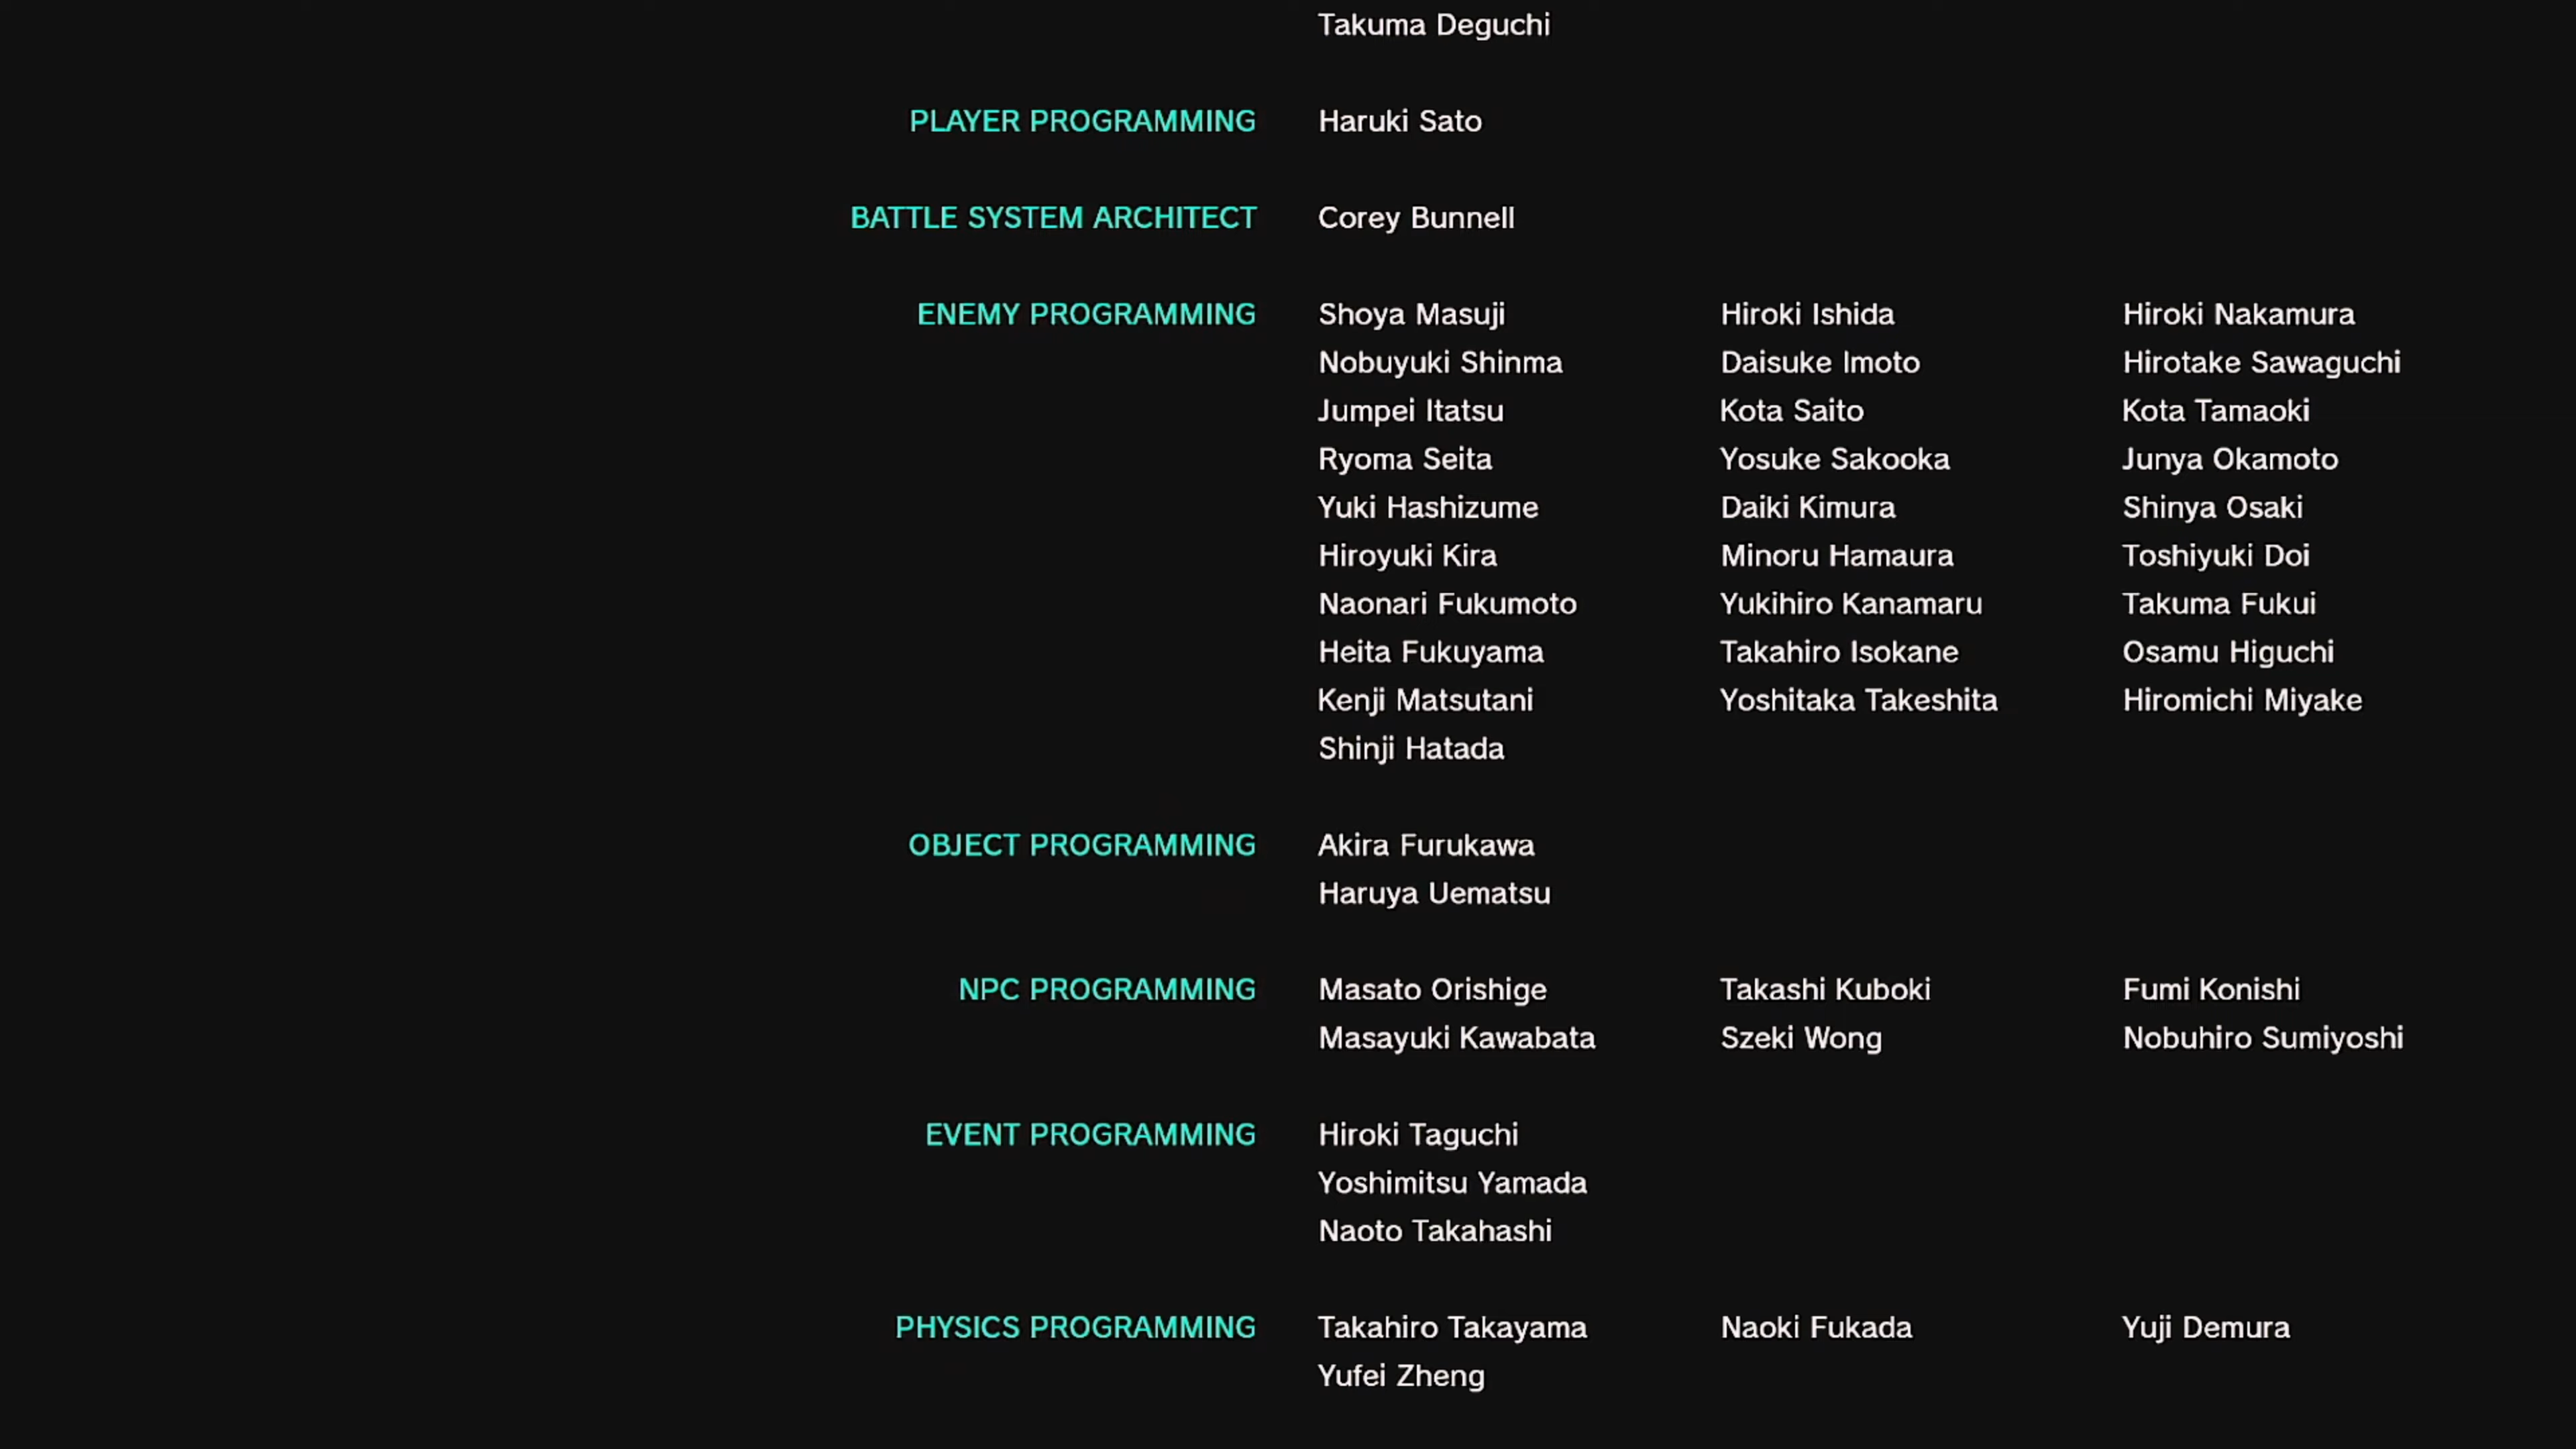 Takuma Deguchi
PLAYER PROGRAMMING Haruki Sato
BATTLE SYSTEM ARCHITECT Corey Bunnell
ENEMY PROGRAMMING Shoya Masuji Hiroki Ishida Hiroki Nakamura
Nobuyuki Shinma Daisuke Imoto Hirotake Sawaguchi
Jumpei Itatsu Kota Saito Kota Tamaoki
Ryoma Seita Yosuke Sakooka Junya Okamoto
Yuki Hashizume Daiki Kimura Shinya Osaki
Hiroyuki Kira Minoru Hamaura Toshiyuki Doi
Naonari Fukumoto Yukihiro Kanamaru Takuma Fukui
Heita Fukuyama Takahiro Isokane Osamu Higuchi
Kenji Matsutani Yoshitaka Takeshita Hiromichi Miyake
Shinji Hatada
OBJECT PROGRAMMING Akira Furukawa
Haruya Uematsu
NPC PROGRAMMING Masato Orishige Takashi Kuboki Fumi Konishi
Masayuki Kawabata Szeki Wong Nobuhiro Sumiyoshi
EVENT PROGRAMMING Hiroki Taguchi
Yoshimitsu Yamada
Naoto Takahashi
PHYSICS PROGRAMMING Takahiro Takayama Naoki Fukada Yuji Demura
Yufei Zheng